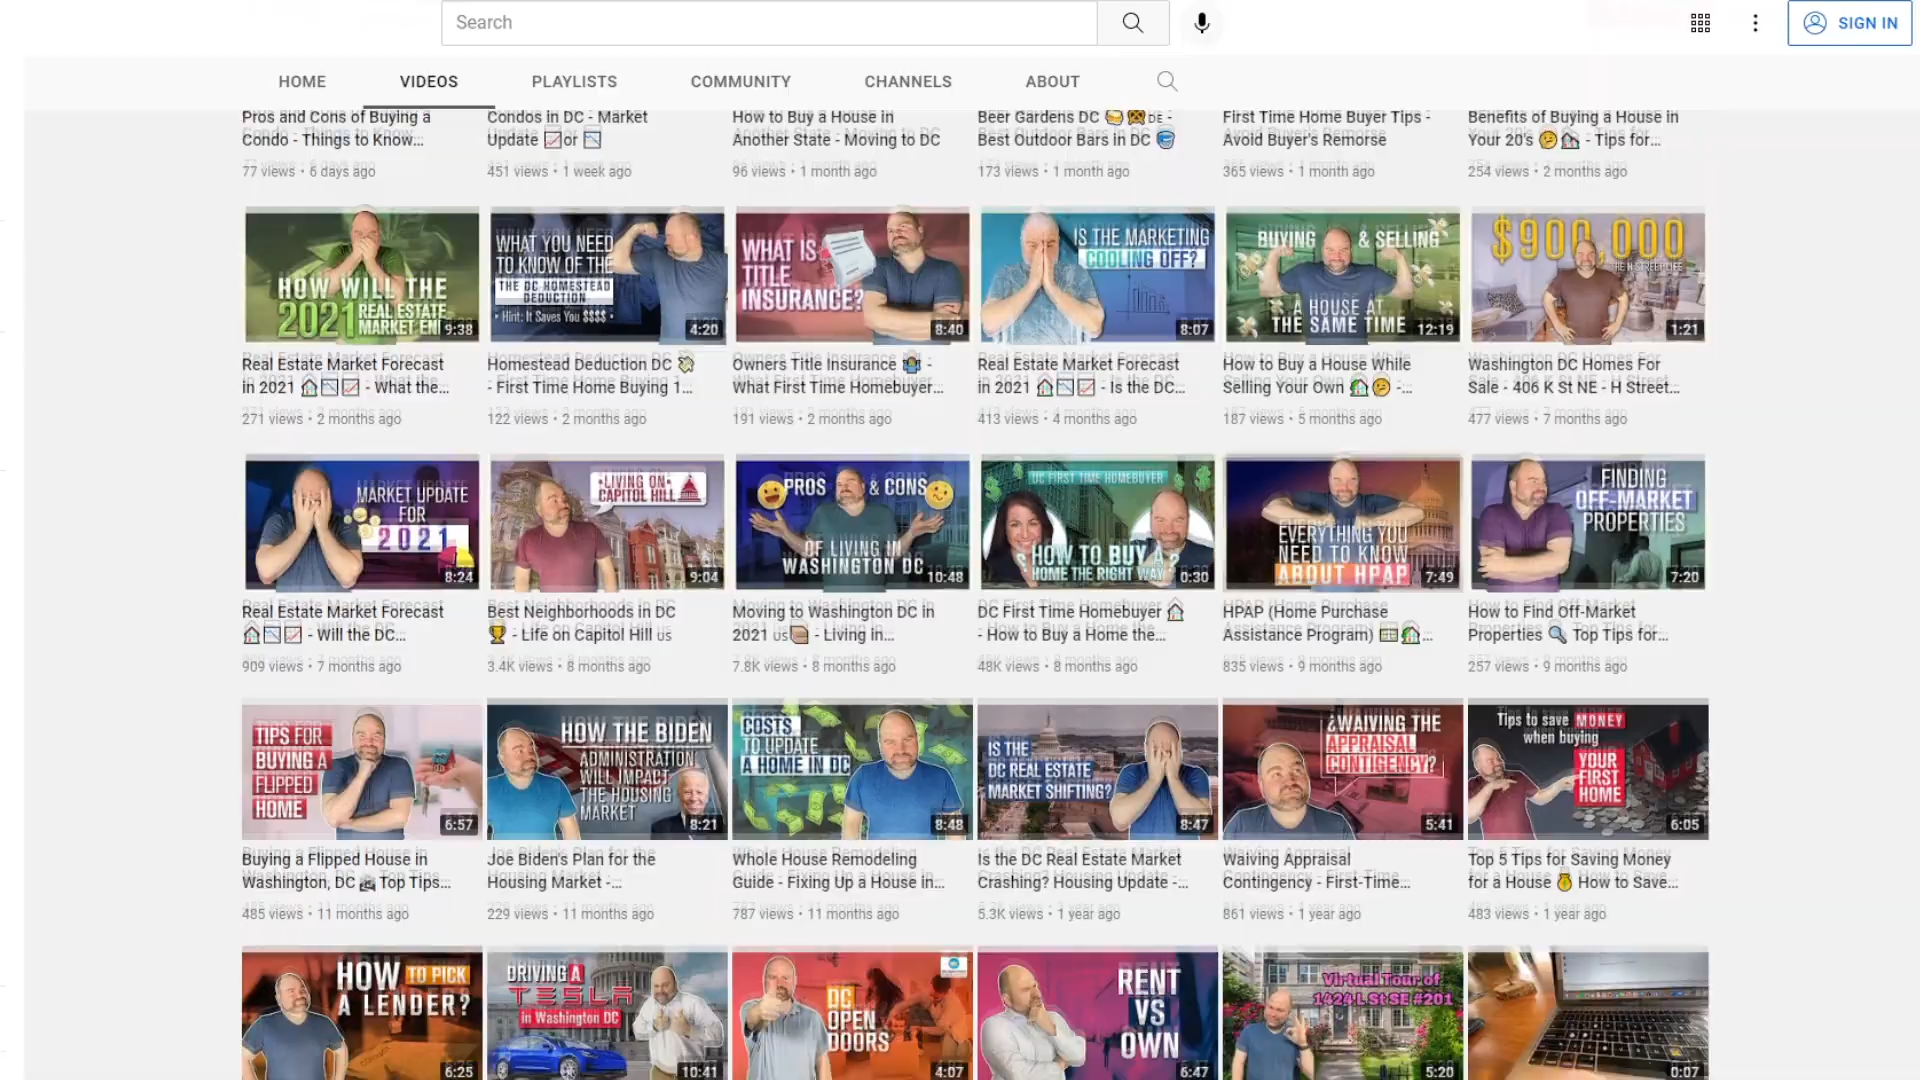 Search
SIGN IN
HOME
VIDEOS
PLAYLISTS
COMMUNITY
CHANNELS
ABOUT
Pros and Cons of Buying a
Condo - Things to Know...
77 views • 6 days ago
Condos in DC - Market
Update 📈or 📉
451 views • 1 week ago
How to Buy a House in
Another State - Moving to DC
96 views • 1 month ago
Beer Gardens DC 🍔🥨 DE -
Best Outdoor Bars in DC
173 views • 1 month ago
First Time Home Buyer Tips -
Avoid Buyer's Remorse
365 views • 1 month ago
Benefits of Buying a House in
Your 20's 🤔🏠 - Tips for...
254 views • 2 months ago
HOW WILL THE
2021 REAL ESTATE
MARKET EN
9:38
Real Estate Market Forecast
in 2021 🏠📉📈 - What the...
271 views • 2 months ago
WHAT YOU NEED
TO KNOW OF THE
THE DC HOMESTEAD
DEDUCTION
• Hint: It Saves You $$$$ •
4:20
Homestead Deduction DC 💸
- First Time Home Buying 1...
122 views • 2 months ago
WHAT IS
TITLE
INSURANCE?
8:40
Owners Title Insurance 🤷 -
What First Time Homebuyer...
191 views • 2 months ago
IS THE MARKETING
COOLING OFF?
8:07
Real Estate Market Forecast
in 2021 🏠📉📈 - Is the DC...
413 views • 4 months ago
BUYING & SELLING
A HOUSE AT
THE SAME TIME
12:19
How to Buy a House While
Selling Your Own 🏠🤔 -...
187 views • 5 months ago
$900,000
THE H STREET LIFE
1:21
Washington DC Homes For
Sale - 406 K St NE - H Street...
477 views • 7 months ago
MARKET UPDATE
FOR
2021
8:24
Real Estate Market Forecast
🏠📉📈 - Will the DC...
909 views • 7 months ago
LIVING ON
CAPITOL HILL
9:04
Best Neighborhoods in DC
🏆 - Life on Capitol Hill US
3.4K views • 8 months ago
PROS & CONS
OF LIVING IN
WASHINGTON DC
10:48
Moving to Washington DC in
2021 US📦 - Living in...
7.8K views • 8 months ago
DC FIRST TIME HOMEBUYER
HOW TO BUY A
HOME THE RIGHT WAY
?
0:30
DC First Time Homebuyer 🏠
- How to Buy a Home the...
48K views • 8 months ago
EVERYTHING YOU
NEED TO KNOW
ABOUT HPAP
7:49
HPAP (Home Purchase
Assistance Program) 💵🏠...
835 views • 9 months ago
FINDING
OFF-MARKET
PROPERTIES
7:20
How to Find Off-Market
Properties 🔍 Top Tips for...
257 views • 9 months ago
TIPS FOR
BUYING A
FLIPPED
HOME
6:57
Buying a Flipped House in
Washington, DC 🏚 Top Tips...
485 views • 11 months ago
HOW THE BIDEN
ADMINISTRATION
WILL IMPACT
THE HOUSING
MARKET
8:21
Joe Biden's Plan for the
Housing Market -...
229 views • 11 months ago
COSTS
TO UPDATE
A HOME IN DC
8:48
Whole House Remodeling
Guide - Fixing Up a House in...
787 views • 11 months ago
IS THE
DC REAL ESTATE
MARKET SHIFTING?
8:47
Is the DC Real Estate Market
Crashing? Housing Update -...
5.3K views • 1 year ago
¿WAIVING THE
APPRAISAL
CONTIGENCY?
5:41
Waiving Appraisal
Contingency - First-Time...
861 views • 1 year ago
Tips to save MONEY
when buying
YOUR
FIRST
HOME
6:05
Top 5 Tips for Saving Money
for a House 💰 How to Save...
483 views • 1 year ago
HOW TO PICK
A LENDER?
6:25
DRIVING A
TESLA
in Washington DC
10:41
DC
OPEN
DOORS
4:07
RENT
VS
OWN
6:47
Virtual Tour of
1424 L St SE #201
5:20
0:07